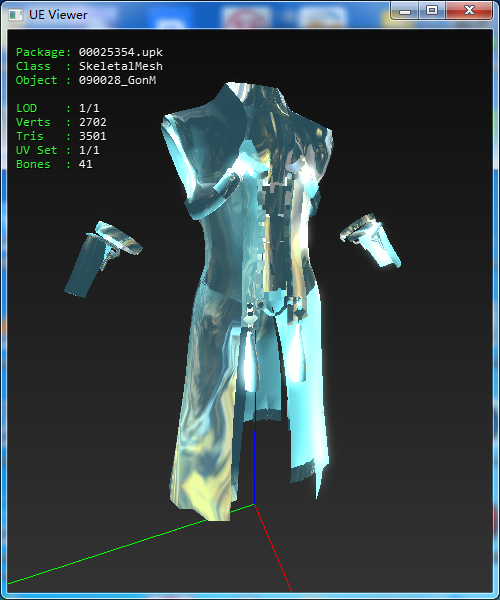 UE Viewer
Package: 00025354.upk
Class : SkeletalMesh
Object : 090028_GonM
LOD : 1/1
Verts : 2702
Tris : 3501
UV Set : 1/1
Bones : 41